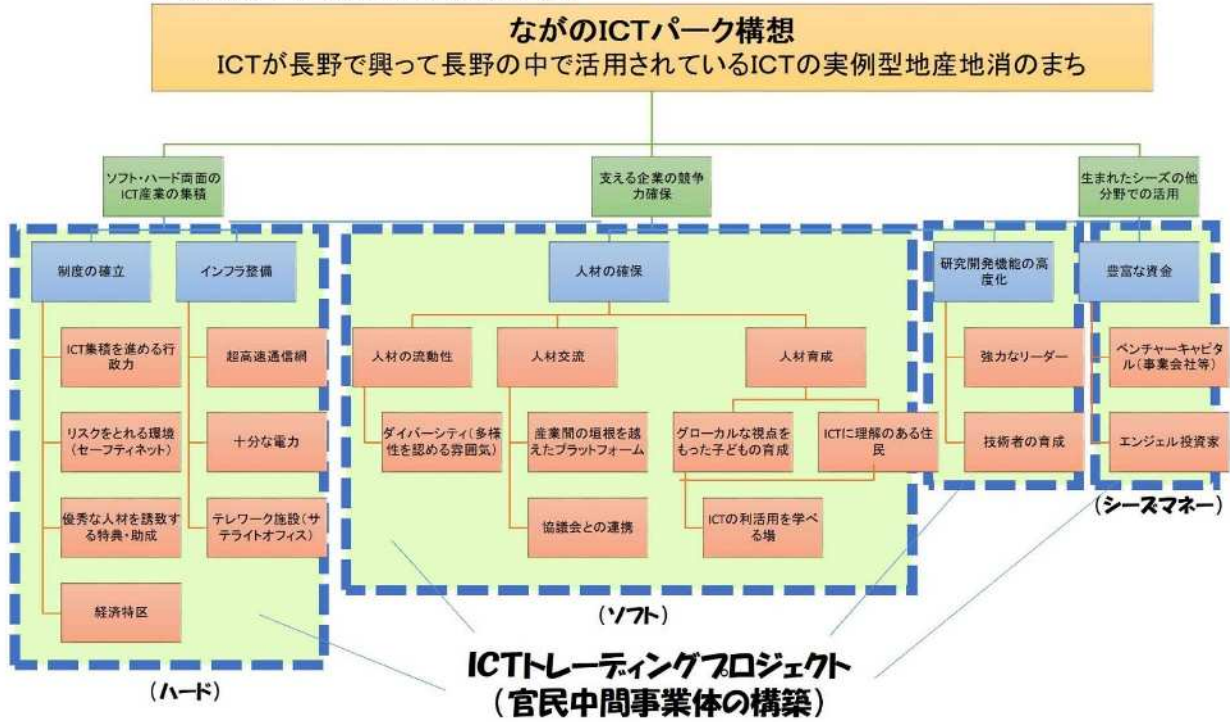 ながのICTパーク構想
ICTが長野で興って長野の中で活用されているICTの実例型地産地消のまち
ソフト・ハード両面の
ICT産業の集積
支える企業の競争
力確保
生まれたシーズの他
分野での活用
制度の確立
インフラ整備
人材の確保
研究開発機能の高
度化
豊富な資金
ICT集積を進める行
政力
超高速通信網
人材の流動性
人材交流
人材育成
強力なリーダー
ベンチャーキャピタ
ル(事業会社等)
リスクをとれる環境
(セーフティネット)
十分な電力
ダイバーシティ(多様
性を認める雰囲気)
産業間の垣根を越
えたプラットフォーム
グローカルな視点を
もった子どもの育成
ICTに理解のある住
民
技術者の育成
エンジェル投資家
優秀な人材を誘致す
る特典・助成
テレワーク施設(サ
テライトオフィス)
協議会との連携
ICTの利活用を学べ
る場
経済特区
(シーズマネー)
(ソフト)
(ハード)
ICTトレーディングプロジェクト
(官民中間事業体の構築)